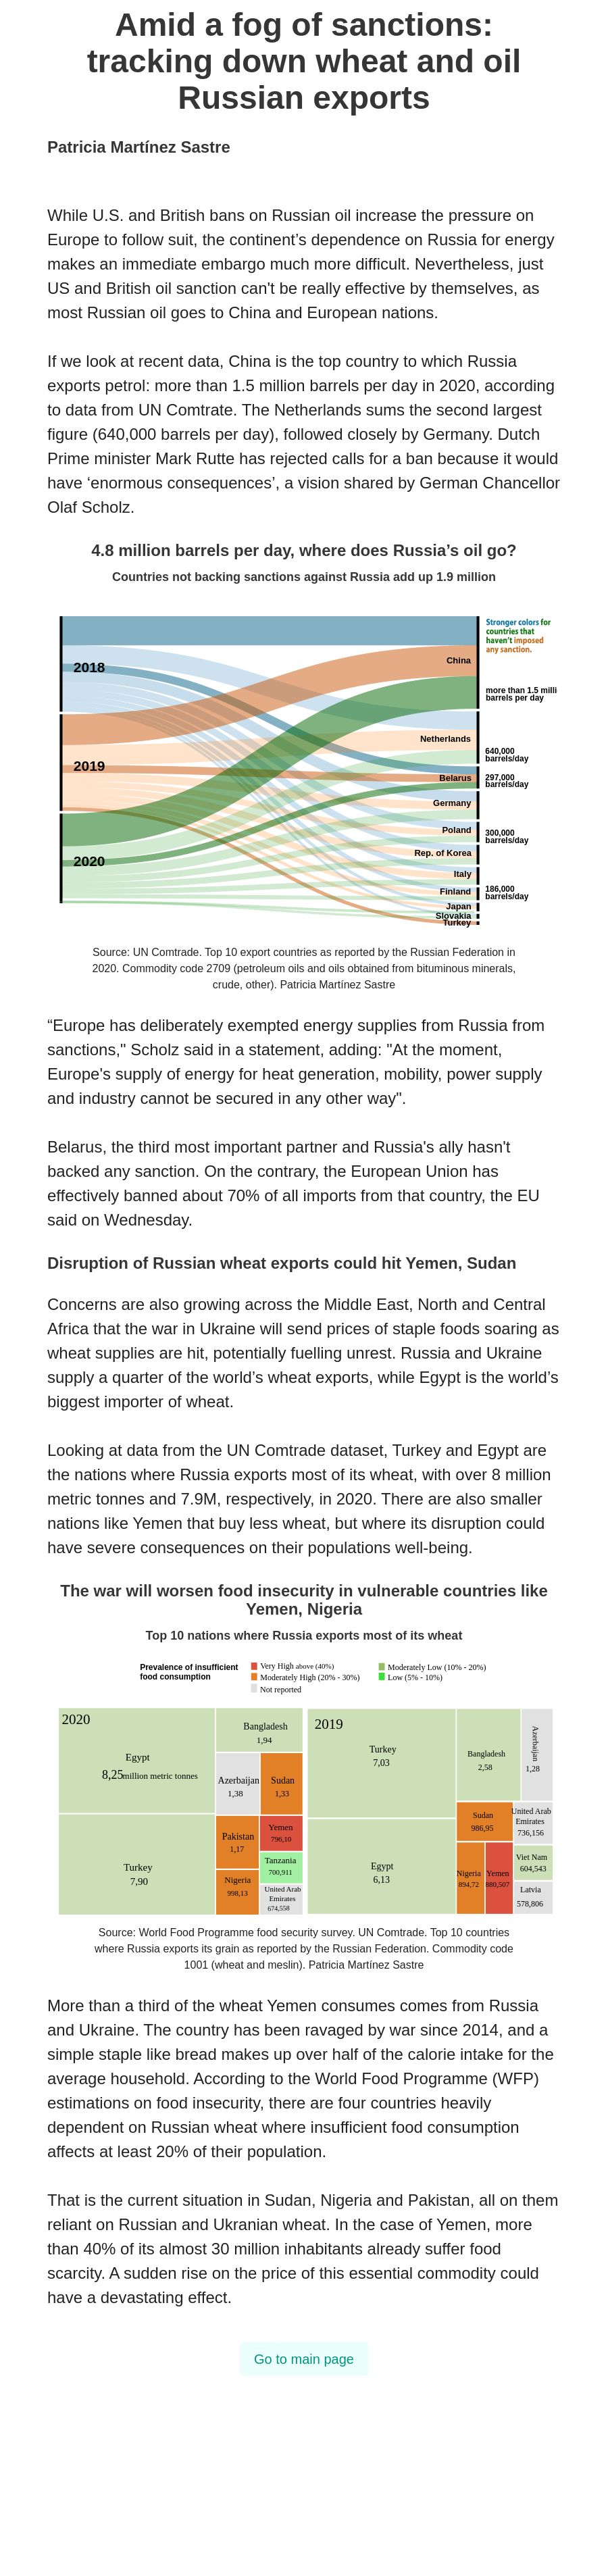 Amid a fog of sanctions:
tracking down wheat and oil
Russian exports
Patricia Martínez Sastre
While U.S. and British bans on Russian oil increase the pressure on
Europe to follow suit, the continent’s dependence on Russia for energy
makes an immediate embargo much more difficult. Nevertheless, just
US and British oil sanction can't be really effective by themselves, as
most Russian oil goes to China and European nations.
If we look at recent data, China is the top country to which Russia
exports petrol: more than 1.5 million barrels per day in 2020, according
to data from UN Comtrade. The Netherlands sums the second largest
figure (640,000 barrels per day), followed closely by Germany. Dutch
Prime minister Mark Rutte has rejected calls for a ban because it would
have ‘enormous consequences’, a vision shared by German Chancellor
Olaf Scholz.
4.8 million barrels per day, where does Russia’s oil go?
Countries not backing sanctions against Russia add up 1.9 million
Stronger colors for
countries that
haven’t imposed
any sanction.
2018
2019
2020
China
more than 1.5 milli
barrels per day
Netherlands
640,000
barrels/day
Belarus
297,000
barrels/day
Germany
Poland
300,000
barrels/day
Rep. of Korea
Italy
Finland
186,000
barrels/day
Japan
Slovakia
Turkey
Source: UN Comtrade. Top 10 export countries as reported by the Russian Federation in
2020. Commodity code 2709 (petroleum oils and oils obtained from bituminous minerals,
crude, other). Patricia Martínez Sastre
“Europe has deliberately exempted energy supplies from Russia from
sanctions," Scholz said in a statement, adding: "At the moment,
Europe's supply of energy for heat generation, mobility, power supply
and industry cannot be secured in any other way".
Belarus, the third most important partner and Russia's ally hasn't
backed any sanction. On the contrary, the European Union has
effectively banned about 70% of all imports from that country, the EU
said on Wednesday.
Disruption of Russian wheat exports could hit Yemen, Sudan
Concerns are also growing across the Middle East, North and Central
Africa that the war in Ukraine will send prices of staple foods soaring as
wheat supplies are hit, potentially fuelling unrest. Russia and Ukraine
supply a quarter of the world’s wheat exports, while Egypt is the world’s
biggest importer of wheat.
Looking at data from the UN Comtrade dataset, Turkey and Egypt are
the nations where Russia exports most of its wheat, with over 8 million
metric tonnes and 7.9M, respectively, in 2020. There are also smaller
nations like Yemen that buy less wheat, but where its disruption could
have severe consequences on their populations well-being.
The war will worsen food insecurity in vulnerable countries like
Yemen, Nigeria
Top 10 nations where Russia exports most of its wheat
Prevalence of insufficient
food consumption
Very High above (40%)
Moderately High (20% - 30%)
Not reported
Moderately Low (10% - 20%)
Low (5% - 10%)
2020
Egypt
8,25million metric tonnes
Turkey
7,90
Bangladesh
1,94
Azerbaijan
1,38
Sudan
1,33
Pakistan
1,17
Yemen
796,10
Nigeria
998,13
Tanzania
700,911
United Arab
Emirates
674,558
2019
Turkey
7,03
Egypt
6,13
Bangladesh
2,58
Azerbaijan
1,28
Sudan
986,95
United Arab
Emirates
736,156
Nigeria
894,72
Yemen
880,507
Viet Nam
604,543
Latvia
578,806
Source: World Food Programme food security survey. UN Comtrade. Top 10 countries
where Russia exports its grain as reported by the Russian Federation. Commodity code
1001 (wheat and meslin). Patricia Martínez Sastre
More than a third of the wheat Yemen consumes comes from Russia
and Ukraine. The country has been ravaged by war since 2014, and a
simple staple like bread makes up over half of the calorie intake for the
average household. According to the World Food Programme (WFP)
estimations on food insecurity, there are four countries heavily
dependent on Russian wheat where insufficient food consumption
affects at least 20% of their population.
That is the current situation in Sudan, Nigeria and Pakistan, all on them
reliant on Russian and Ukranian wheat. In the case of Yemen, more
than 40% of its almost 30 million inhabitants already suffer food
scarcity. A sudden rise on the price of this essential commodity could
have a devastating effect.
Go to main page